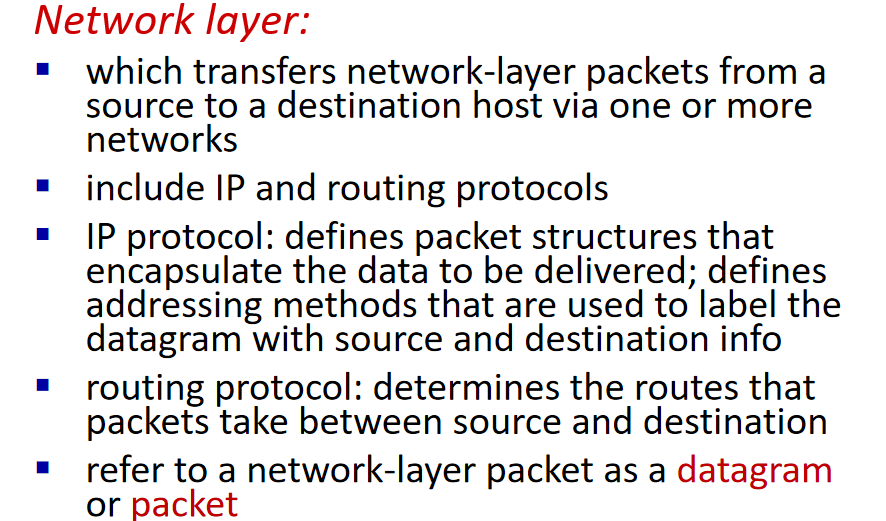 Network layer:
▪ which transfers network-layer packets from a
source to a destination host via one or more
networks
▪ include IP and routing protocols
▪ IP protocol: defines packet structures that
encapsulate the data to be delivered; defines
addressing methods that are used to label the
datagram with source and destination info
▪ routing protocol: determines the routes that
packets take between source and destination
▪ refer to a network-layer packet as a datagram
or packet